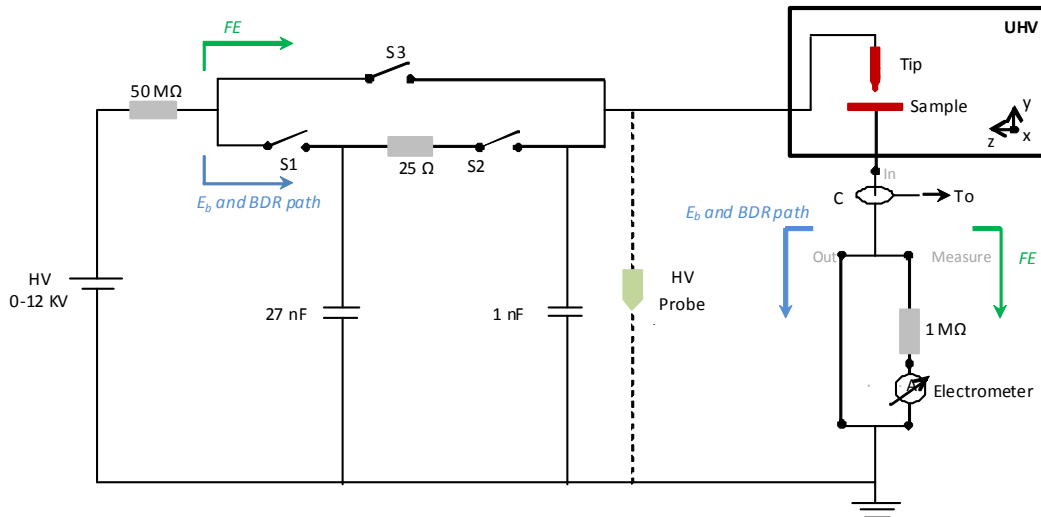 FE
S3
UHV
50 MΩ
Tip
Sample
y
z
x
S1
25 Ω
S2
In
E_b and BDR path
C
To
E_b and BDR path
Out
Measure
FE
HV
0-12 KV
27 nF
1 nF
HV
Probe
1 MΩ
A
Electrometer